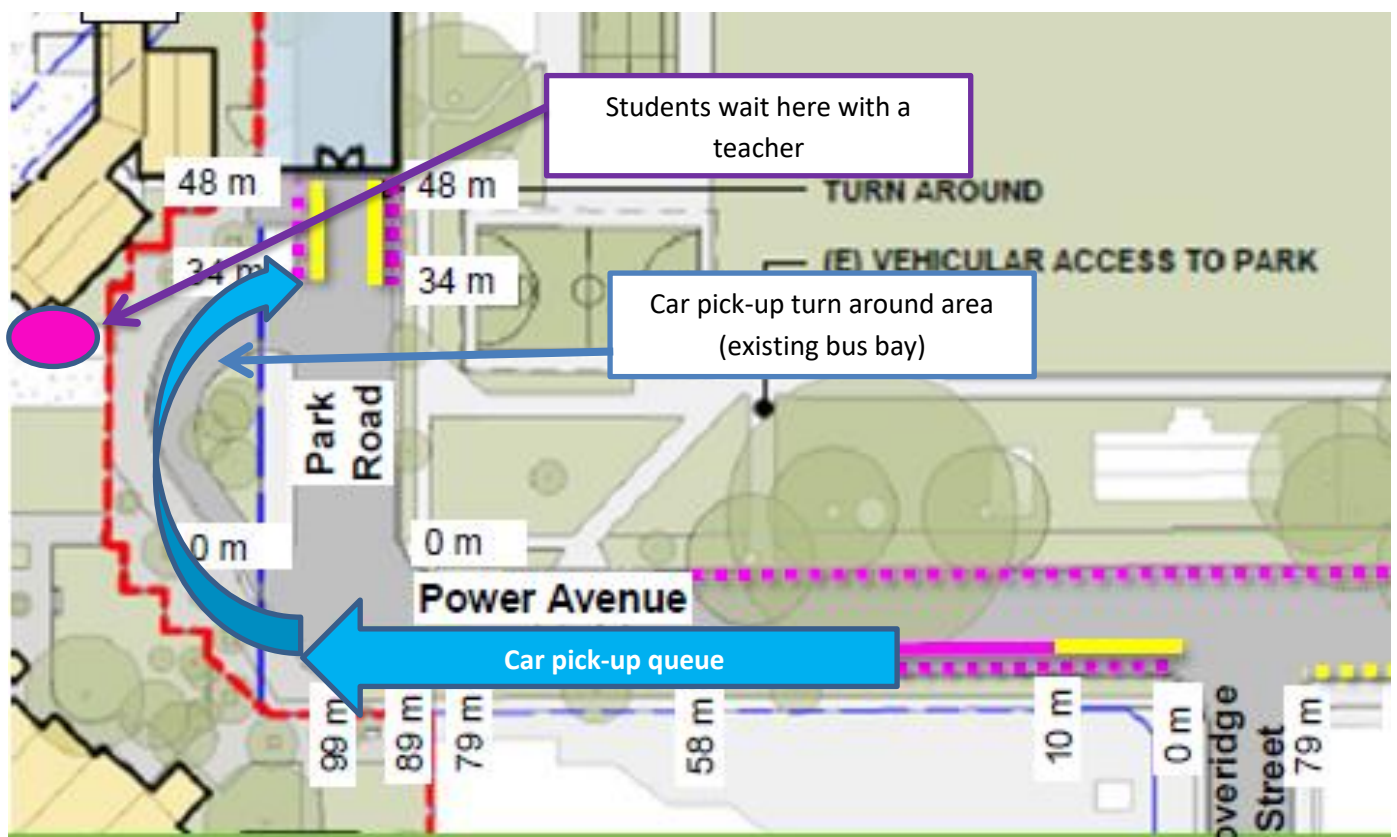 Students wait here with a
teacher
48 m
48 m
TURN AROUND
34 m
34 m
(E) VEHICULAR ACCESS TO PARK
Car pick-up turn around area
(existing bus bay)
Park
Road
0 m
0 m
Power Avenue
Car pick-up queue
99 m
89 m
79 m
58 m
10 m
0 m
overidge
Street
79 m